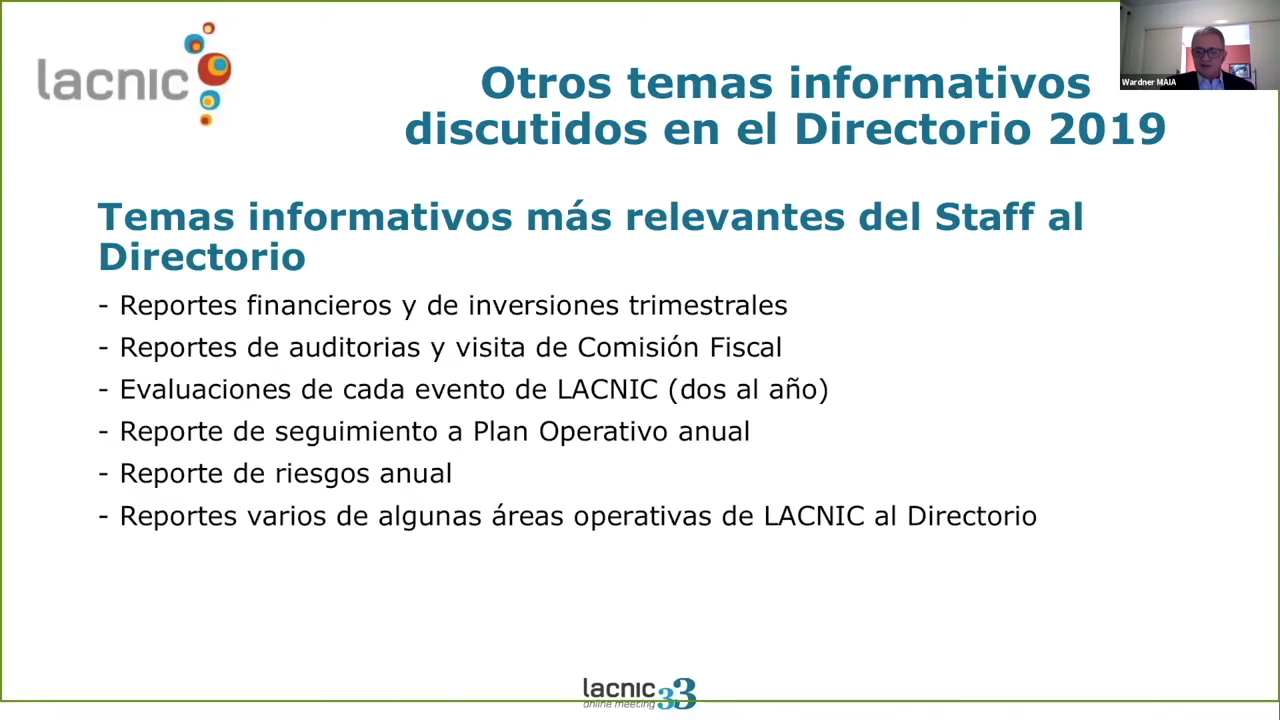 lacnic
Wardner MAIA
Otros temas informativos
discutidos en el Directorio 2019
Temas informativos más relevantes del Staff al
Directorio
- Reportes financieros y de inversiones trimestrales
- Reportes de auditorias y visita de Comisión Fiscal
- Evaluaciones de cada evento de LACNIC (dos al año)
- Reporte de seguimiento a Plan Operativo anual
- Reporte de riesgos anual
- Reportes varios de algunas áreas operativas de LACNIC al Directorio
lacnic 33
online meeting